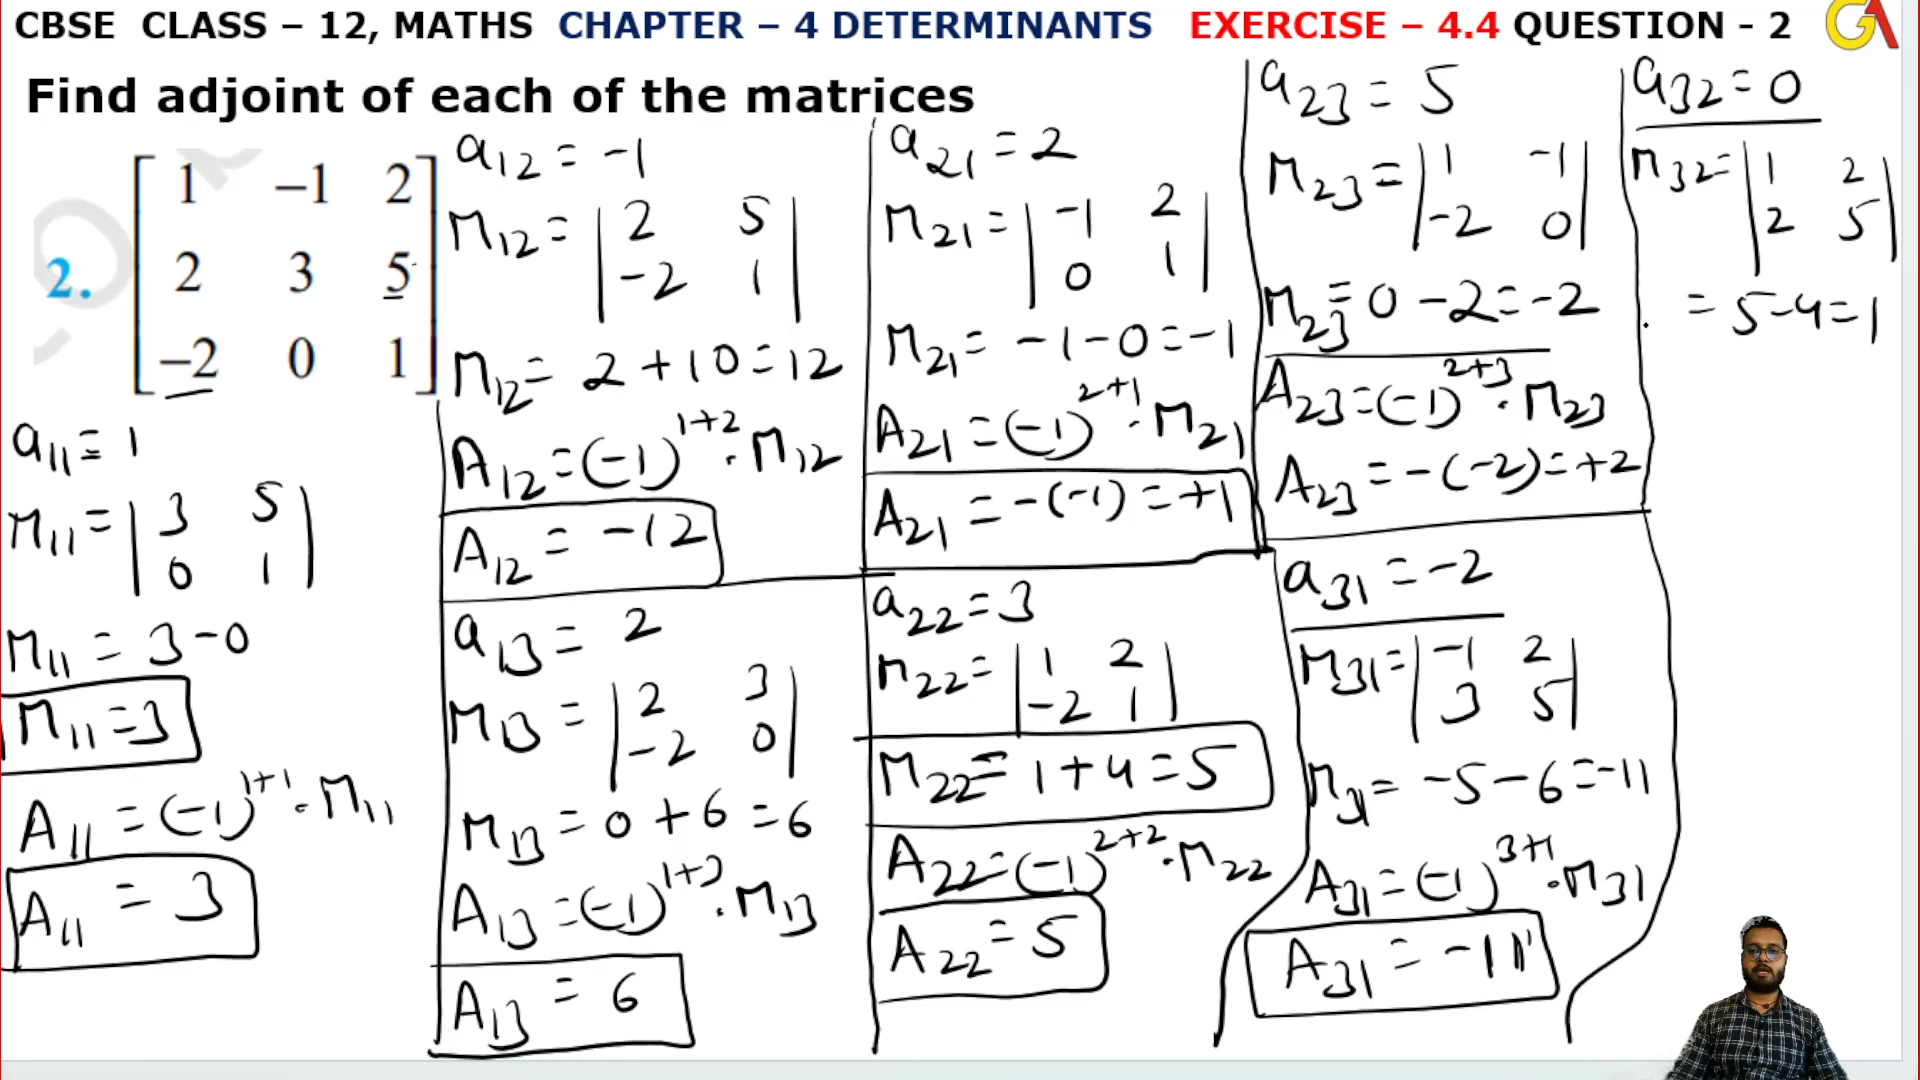 CBSE CLASS – 12, MATHS CHAPTER – 4 DETERMINANTS EXERCISE – 4.4 QUESTION - 2
GA
Find adjoint of each of the matrices
2.
1 −1 2
2 3 5
−2 0 1
a11 = 1
M11 = | 3 5
0 1 |
M11 = 3 - 0
M11 = 3
A11 = (-1)^1+1 . M11
A11 = 3
a12 = -1
M12 = | 2 5
-2 1 |
M12 = 2 + 10 = 12
A12 = (-1)^1+2 . M12
A12 = -12
a13 = 2
M13 = | 2 3
-2 0 |
M13 = 0 + 6 = 6
A13 = (-1)^1+3 . M13
A13 = 6
a21 = 2
M21 = | -1 2
0 1 |
M21 = -1 - 0 = -1
A21 = (-1)^2+1 . M21
A21 = -(-1) = +1
a22 = 3
M22 = | 1 2
-2 1 |
M22 = 1 + 4 = 5
A22 = (-1)^2+2 . M22
A22 = 5
a23 = 5
M23 = | 1 -1
-2 0 |
M23 = 0 - 2 = -2
A23 = (-1)^2+3 . M23
A23 = -(-2) = +2
a31 = -2
M31 = | -1 2
3 5 |
M31 = -5 - 6 = -11
A31 = (-1)^3+1 . M31
A31 = -11
a32 = 0
M32 = | 1 2
2 5 |
= 5 - 4 = 1